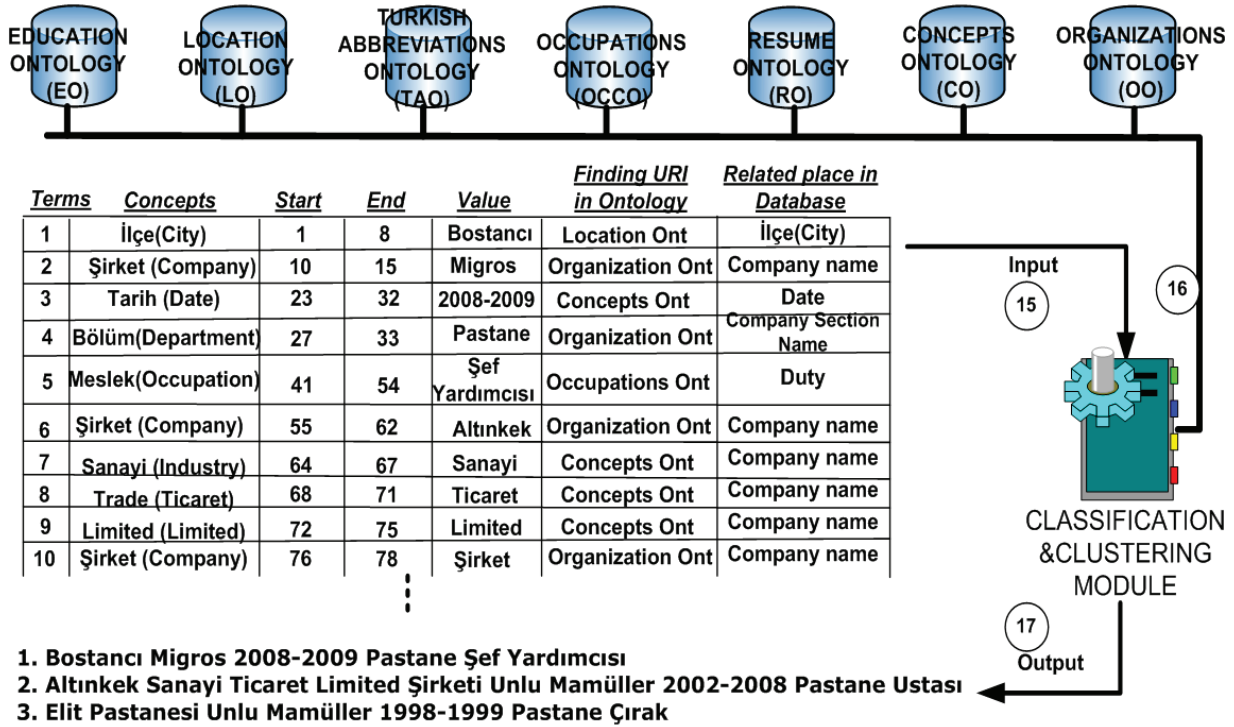 EDUCATION ONTOLOGY (EO)
LOCATION ONTOLOGY (LO)
TURKISH ABBREVIATIONS ONTOLOGY (TAO)
OCCUPATIONS ONTOLOGY (OCCO)
RESUME ONTOLOGY (RO)
CONCEPTS ONTOLOGY (CO)
ORGANIZATIONS ONTOLOGY (OO)
Terms Concepts Start End Value Finding URI in Ontology Related place in Database
1 İlçe(City) 1 8 Bostancı Location Ont İlçe(City)
2 Şirket (Company) 10 15 Migros Organization Ont Company name
3 Tarih (Date) 23 32 2008-2009 Concepts Ont Date
4 Bölüm(Department) 27 33 Pastane Organization Ont Company Section Name
5 Meslek(Occupation) 41 54 Şef Yardımcısı Occupations Ont Duty
6 Şirket (Company) 55 62 Altınkek Organization Ont Company name
7 Sanayi (Industry) 64 67 Sanayi Concepts Ont Company name
8 Trade (Ticaret) 68 71 Ticaret Concepts Ont Company name
9 Limited (Limited) 72 75 Limited Concepts Ont Company name
10 Şirket (Company) 76 78 Şirket Organization Ont Company name
Input
15
16
CLASSIFICATION
&CLUSTERING
MODULE
17
Output
1. Bostancı Migros 2008-2009 Pastane Şef Yardımcısı
2. Altınkek Sanayi Ticaret Limited Şirketi Unlu Mamüller 2002-2008 Pastane Ustası
3. Elit Pastanesi Unlu Mamüller 1998-1999 Pastane Çırak